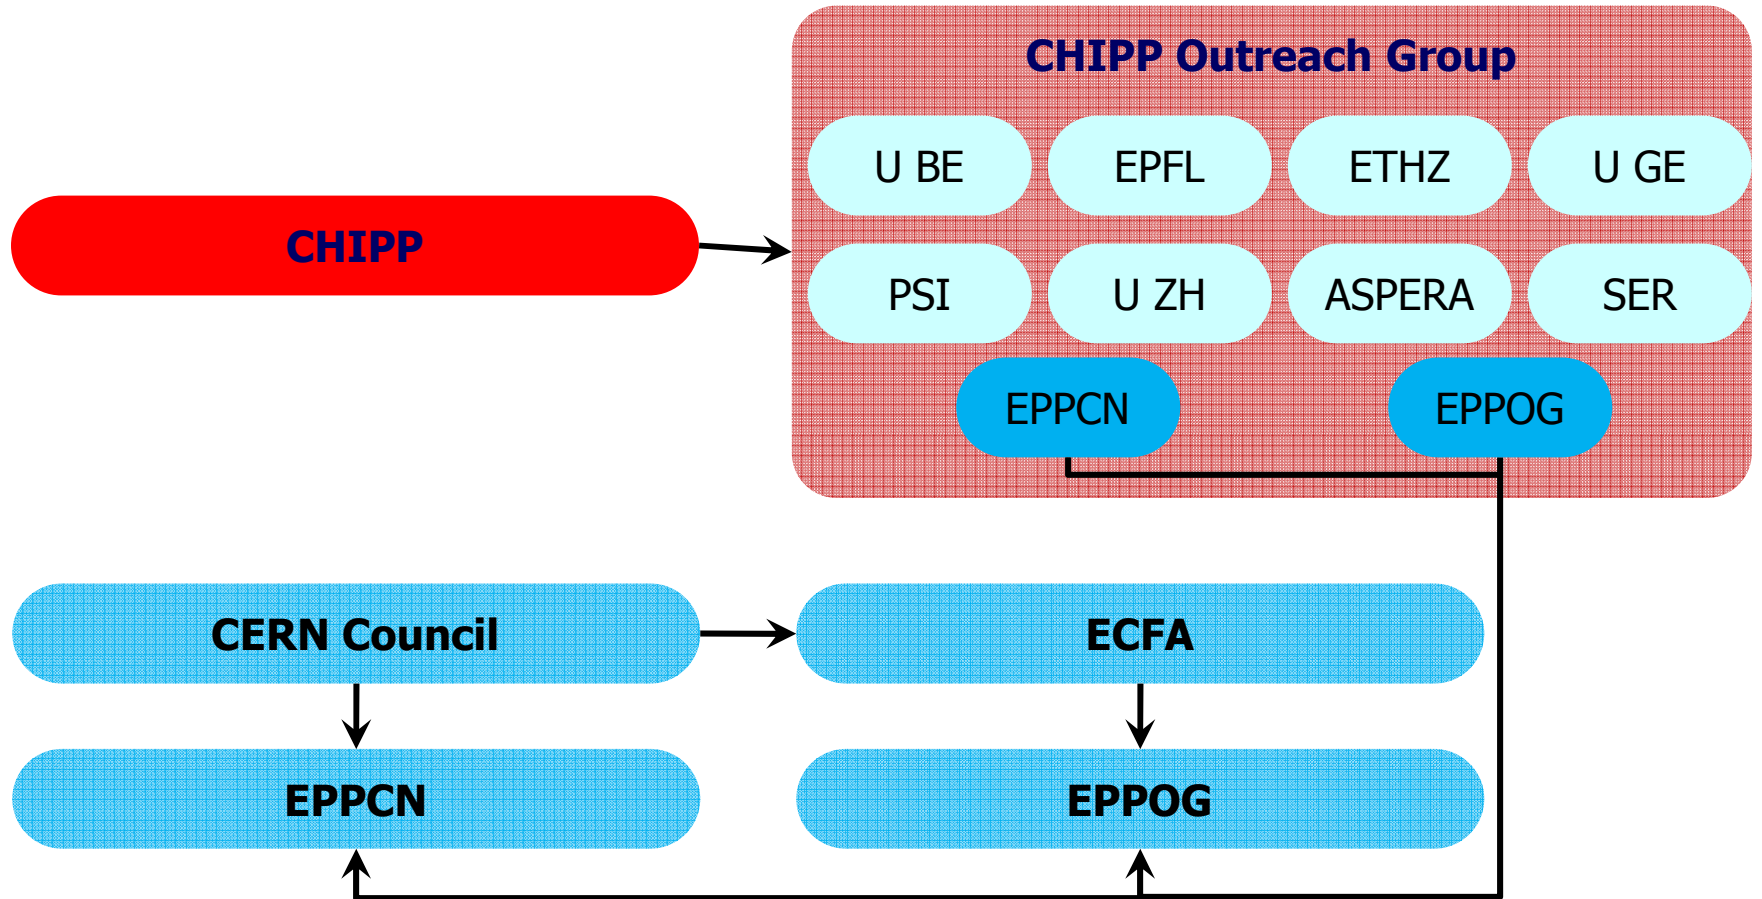 CHIPP Outreach Group
U BE
EPFL
ETHZ
U GE
CHIPP
PSI
U ZH
ASPERA
SER
EPPCN
EPPOG
CERN Council
ECFA
EPPCN
EPPOG